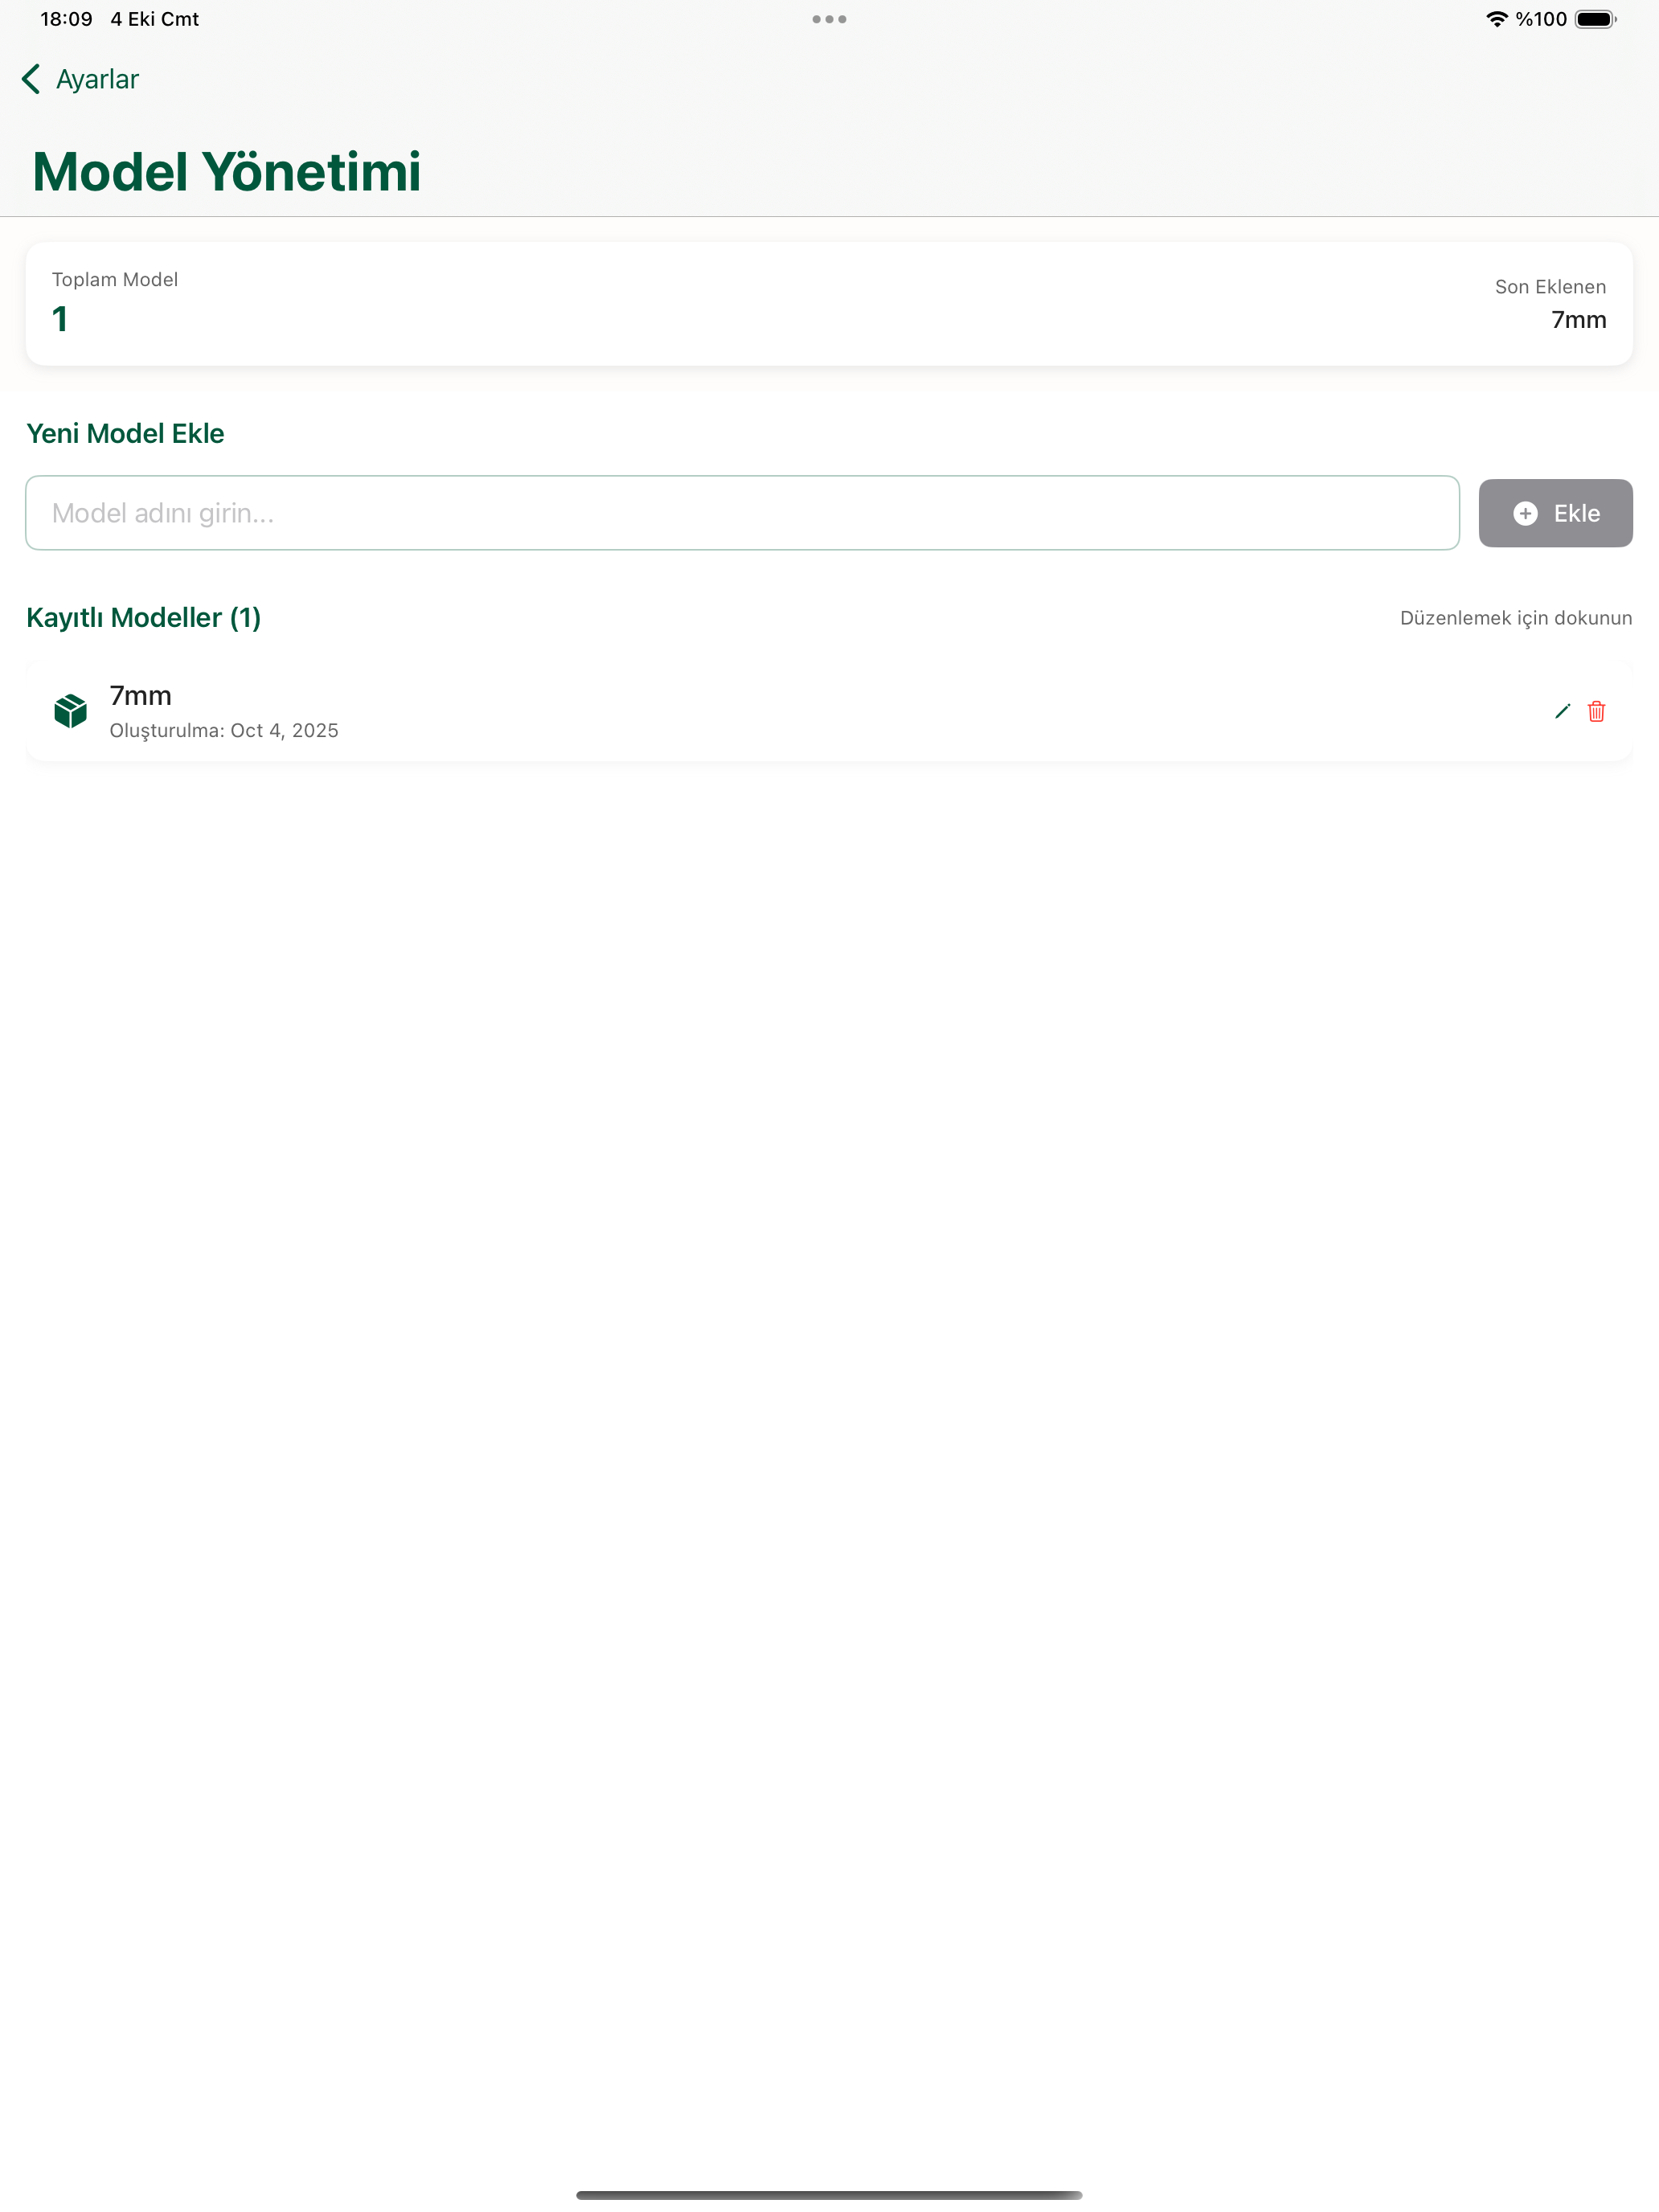 18:09 4 Eki Cmt %100
Ayarlar
Model Yönetimi
Toplam Model
1
Son Eklenen
7mm
Yeni Model Ekle
Model adını girin...
Ekle
Kayıtlı Modeller (1)
Düzenlemek için dokunun
7mm
Oluşturulma: Oct 4, 2025